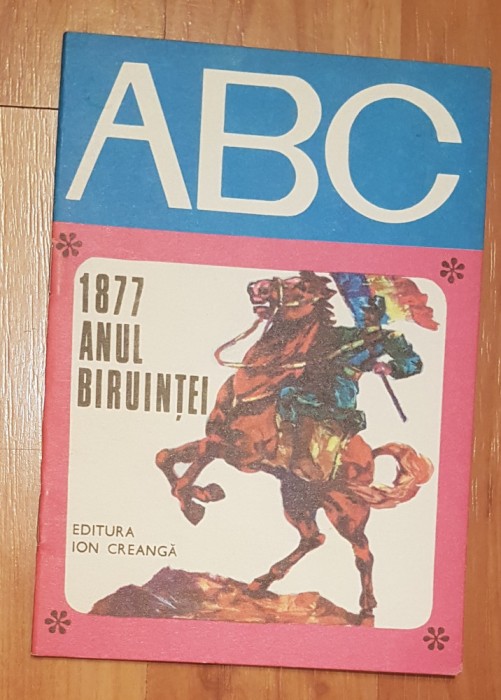 ABC
1877
ANUL
BIRUINȚEI
EDITURA
ION CREANGĂ